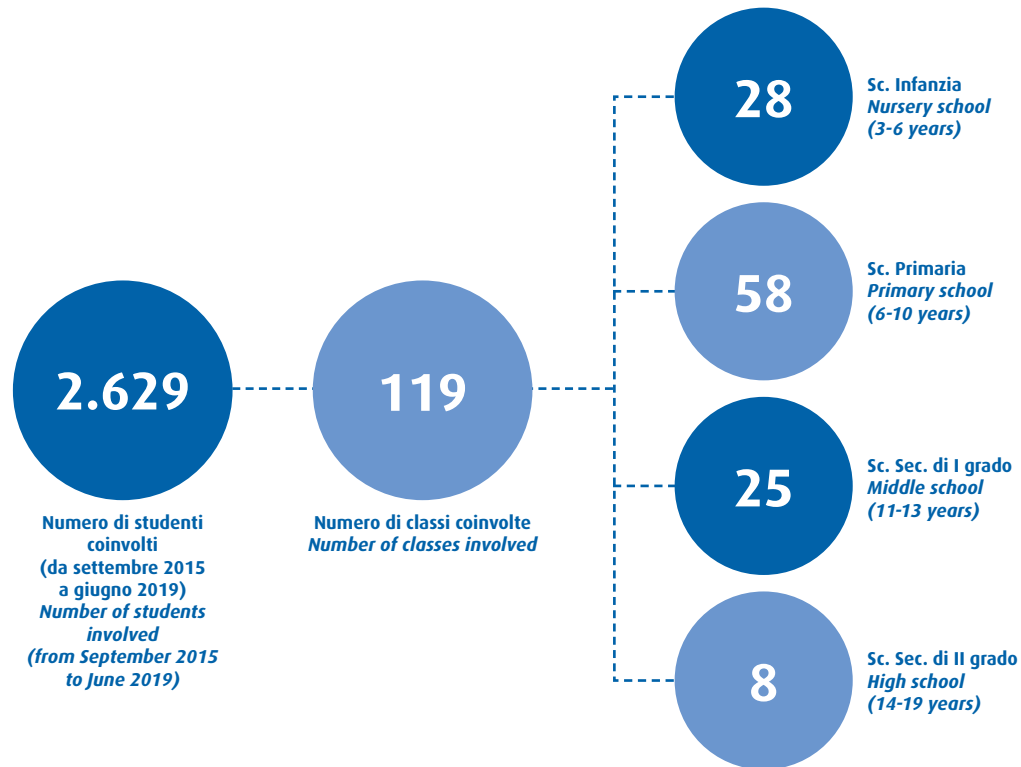 2.629
Numero di studenti
coinvolti
(da settembre 2015
a giugno 2019)
Number of students
involved
(from September 2015
to June 2019)
119
Numero di classi coinvolte
Number of classes involved
28
Sc. Infanzia
Nursery school
(3-6 years)
58
Sc. Primaria
Primary school
(6-10 years)
25
Sc. Sec. di I grado
Middle school
(11-13 years)
8
Sc. Sec. di II grado
High school
(14-19 years)